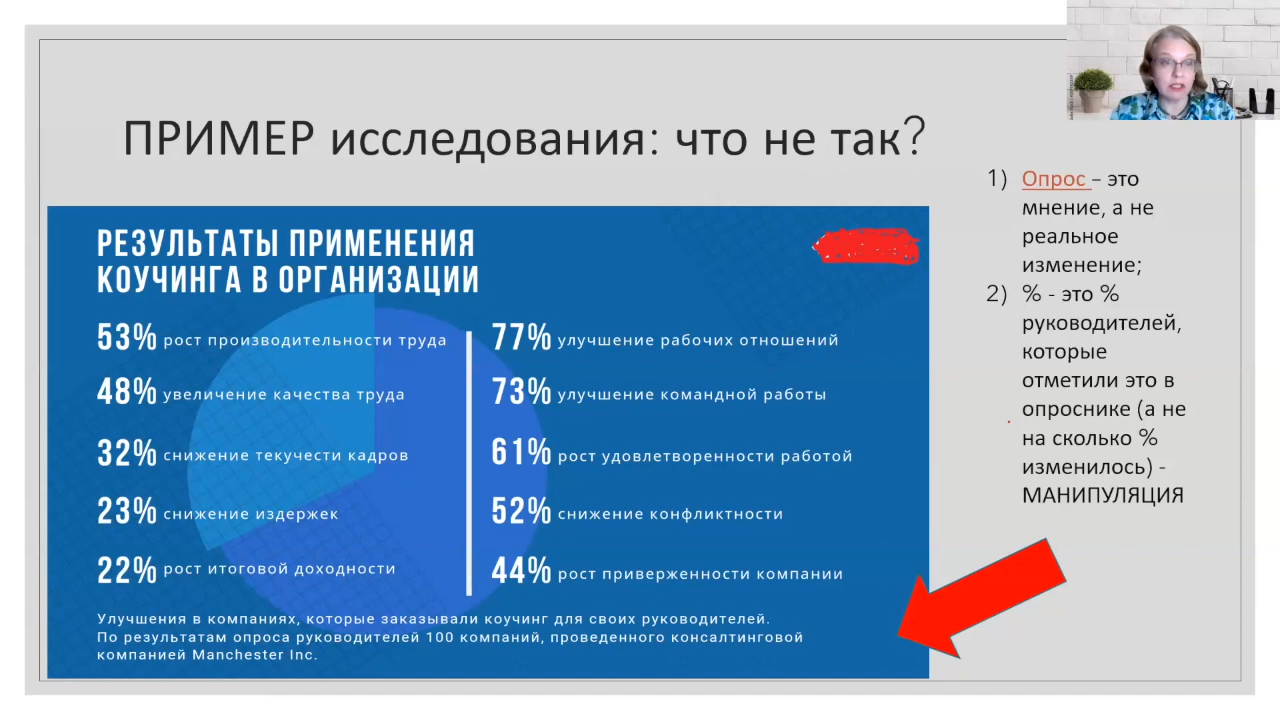 ПРИМЕР исследования: что не так?
РЕЗУЛЬТАТЫ ПРИМЕНЕНИЯ
КОУЧИНГА В ОРГАНИЗАЦИИ
53% рост производительности труда
48% увеличение качества труда
32% снижение текучести кадров
23% снижение издержек
22% рост итоговой доходности
77% улучшение рабочих отношений
73% улучшение командной работы
61% рост удовлетворенности работой
52% снижение конфликтности
44% рост приверженности компании
Улучшения в компаниях, которые заказывали коучинг для своих руководителей.
По результатам опроса руководителей 100 компаний, проведенного консалтинговой
компанией Manchester Inc.
1) Опрос – это
мнение, а не
реальное
изменение;
2) % - это %
руководителей,
которые
отметили это в
опроснике (а не
на сколько %
изменилось) -
МАНИПУЛЯЦИЯ